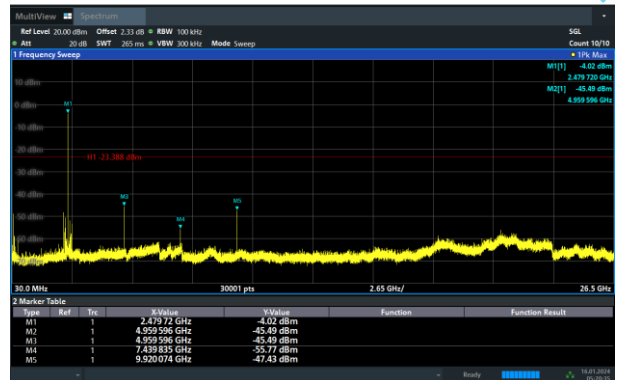 MultiView Spectrum
Ref Level 20.00 dBm Offset 2.33 dB RBW 100 kHz SGL
Att 20 dB SWT 265 ms VBW 300 kHz Mode Sweep Count 10/10
1 Frequency Sweep 1Pk Max
M1[1] -4.02 dBm
2.479 720 GHz
M2[1] -45.49 dBm
4.959 596 GHz
10 dBm
0 dBm
M1
-10 dBm
-20 dBm
H1 -23.388 dBm
-30 dBm
-40 dBm
M3
M5
-50 dBm
M4
30.0 MHz 30001 pts 2.65 GHz/ 26.5 GHz
2 Marker Table
Type Ref Trc X-Value Y-Value Function Function Result
M1 1 2.479 72 GHz -4.02 dBm
M2 1 4.959 596 GHz -45.49 dBm
M3 1 4.959 596 GHz -45.49 dBm
M4 1 7.439 835 GHz -55.77 dBm
M5 1 9.920 074 GHz -47.43 dBm
Ready 16.01.2024